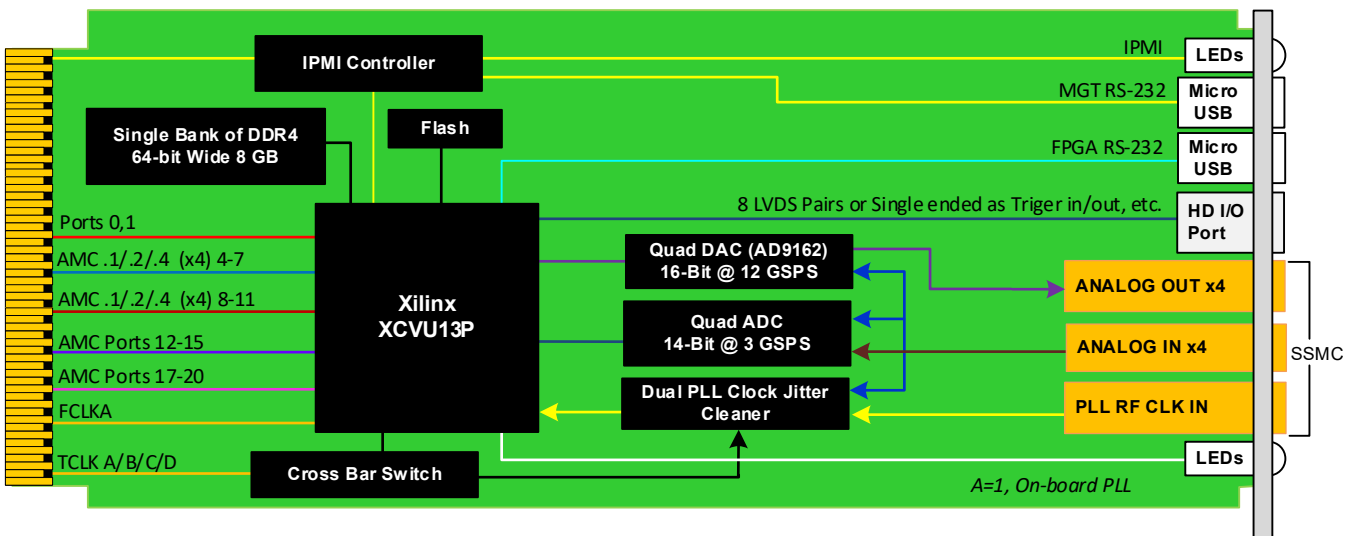 IPMI Controller
IPMI
LEDs
MGT RS-232
Micro
USB
Single Bank of DDR4
64-bit Wide 8 GB
Flash
FPGA RS-232
Micro
USB
8 LVDS Pairs or Single ended as Triger in/out, etc.
HD I/O
Port
Ports 0,1
AMC .1/.2/.4 (x4) 4-7
AMC .1/.2/.4 (x4) 8-11
AMC Ports 12-15
AMC Ports 17-20
FCLKA
TCLK A/B/C/D
Xilinx
XCVU13P
Quad DAC (AD9162)
16-Bit @ 12 GSPS
Quad ADC
14-Bit @ 3 GSPS
Dual PLL Clock Jitter
Cleaner
ANALOG OUT x4
ANALOG IN x4
PLL RF CLK IN
SSMC
Cross Bar Switch
LEDs
A=1, On-board PLL